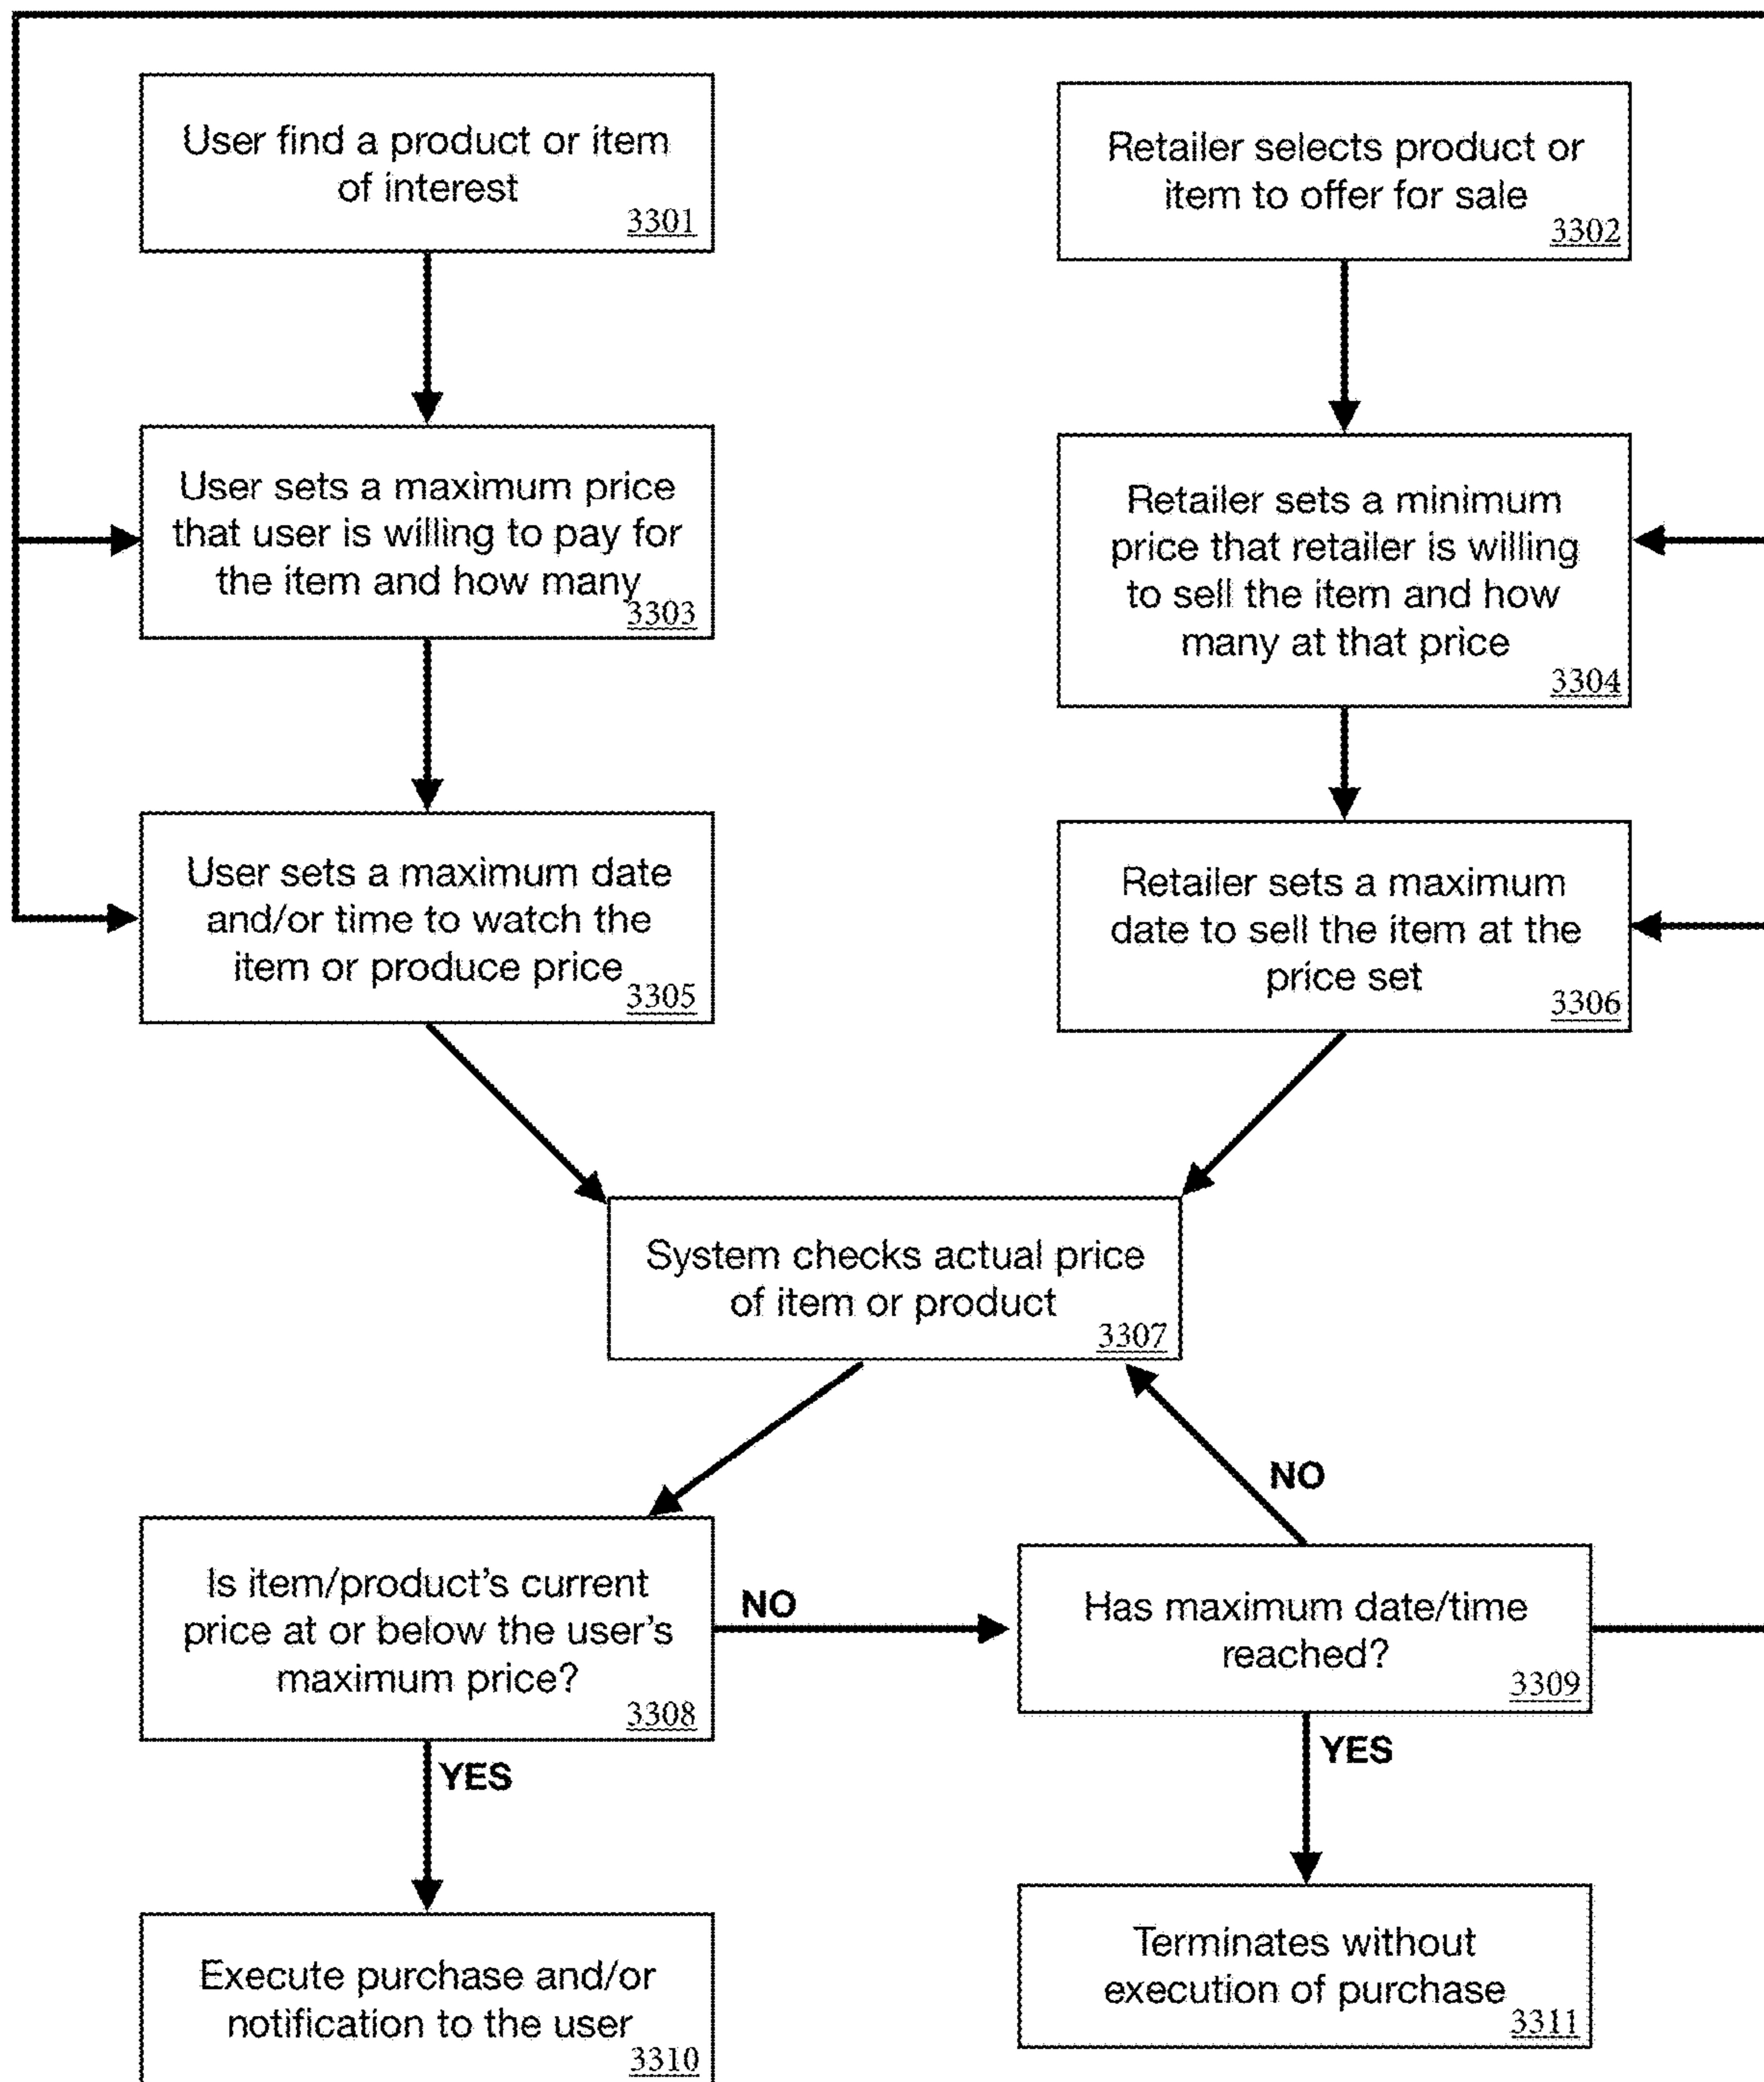 User find a product or item
of interest
3301
Retailer selects product or
item to offer for sale
3302
User sets a maximum price
that user is willing to pay for
the item and how many
3303
Retailer sets a minimum
price that retailer is willing
to sell the item and how
many at that price
3304
User sets a maximum date
and/or time to watch the
item or produce price
3305
Retailer sets a maximum
date to sell the item at the
price set
3306
System checks actual price
of item or product
3307
Is item/product's current
price at or below the user's
maximum price?
3308
NO
Has maximum date/time
reached?
3309
NO
YES
YES
Execute purchase and/or
notification to the user
3310
Terminates without
execution of purchase
3311